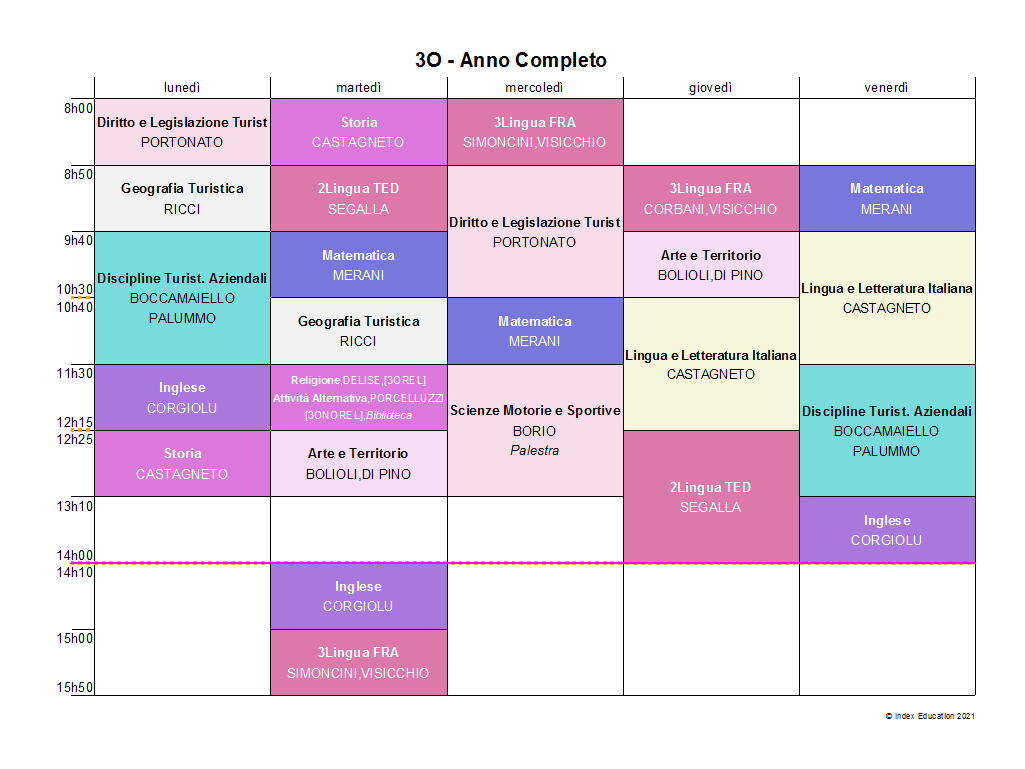 3O - Anno Completo
lunedì martedì mercoledì giovedì venerdì
8h00
Diritto e Legislazione Turist
PORTONATO
Storia
CASTAGNETO
3Lingua FRA
SIMONCINI,VISICCHIO
8h50
Geografia Turistica
RICCI
2Lingua TED
SEGALLA
Diritto e Legislazione Turist
PORTONATO
3Lingua FRA
CORBANI,VISICCHIO
Matematica
MERANI
9h40
Discipline Turist. Aziendali
BOCCAMAIELLO
PALUMMO
Matematica
MERANI
Arte e Territorio
BOLIOLI,DI PINO
Lingua e Letteratura Italiana
CASTAGNETO
10h30
10h40
Geografia Turistica
RICCI
Matematica
MERANI
Lingua e Letteratura Italiana
CASTAGNETO
11h30
Inglese
CORGIOLU
Religione,DELISE,[3OREL]
Attività Alternativa,PORCELLUZZI
[3ONOREL],Biblioteca
Scienze Motorie e Sportive
BORIO
Palestra
Discipline Turist. Aziendali
BOCCAMAIELLO
PALUMMO
12h15
12h25
Storia
CASTAGNETO
Arte e Territorio
BOLIOLI,DI PINO
2Lingua TED
SEGALLA
13h10
Inglese
CORGIOLU
14h00
14h10
Inglese
CORGIOLU
15h00
3Lingua FRA
SIMONCINI,VISICCHIO
15h50
© Index Education 2021